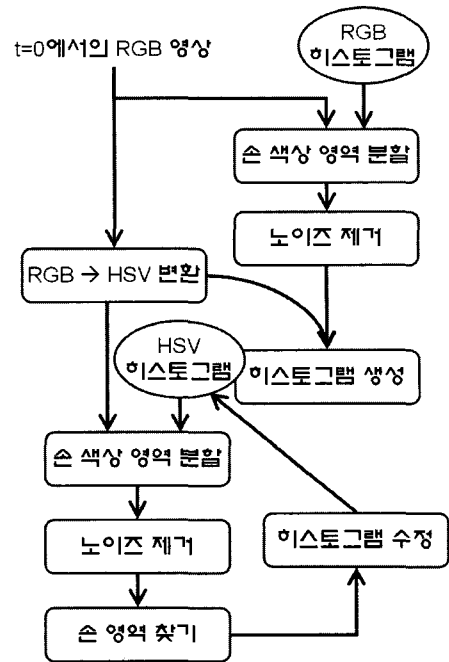 t=0에서의 RGB 영상
RGB
히스토그램
손 색상 영역 분할
노이즈 제거
RGB → HSV 변환
HSV
히스토그램
히스토그램 생성
손 색상 영역 분할
노이즈 제거
히스토그램 수정
손 영역 찾기